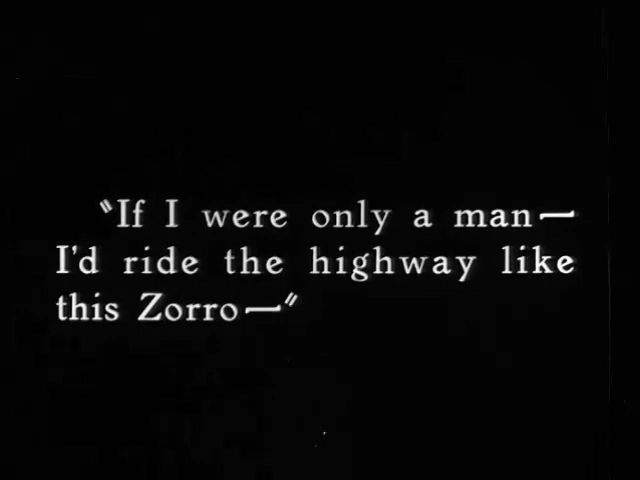 "If I were only a man—
I'd ride the highway like
this Zorro—"